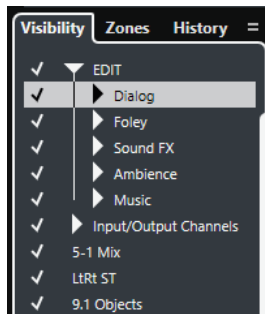 Visibility Zones History
EDIT
Dialog
Foley
Sound FX
Ambience
Music
Input/Output Channels
5-1 Mix
LtRt ST
9.1 Objects